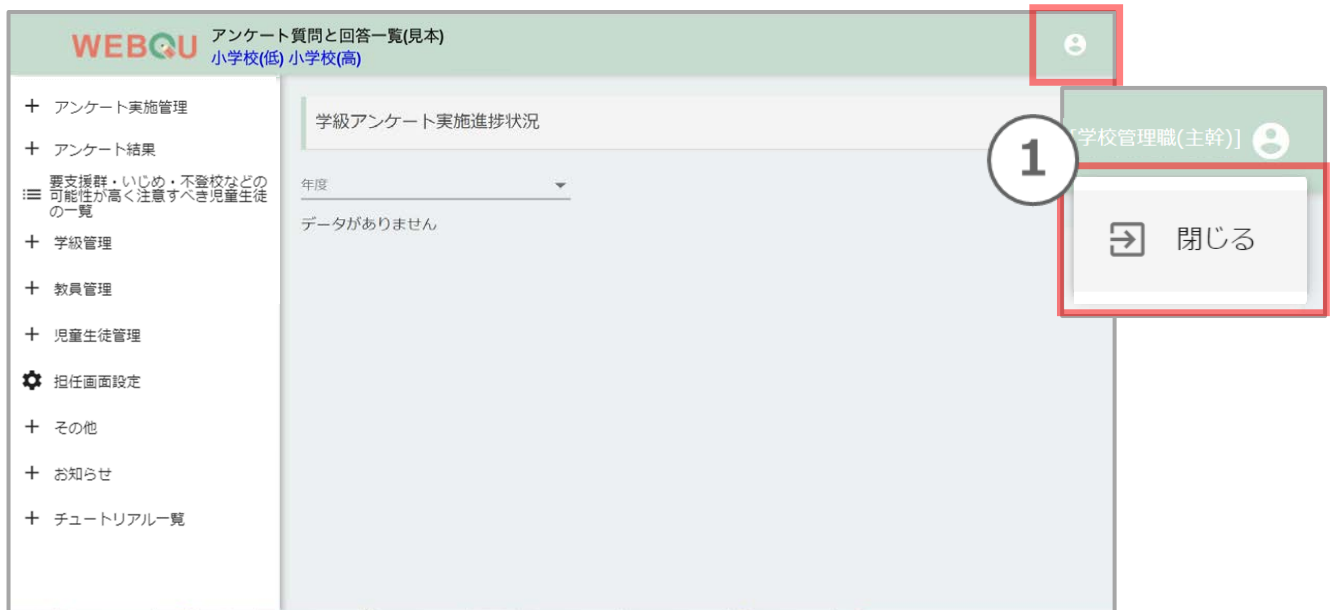 WEBQU
アンケート質問と回答一覧(見本)
小学校(低) 小学校(高)
アンケート実施管理
アンケート結果
要支援群・いじめ・不登校などの
可能性が高く注意すべき児童生徒
の一覧
学級管理
教員管理
児童生徒管理
担任画面設定
その他
お知らせ
チュートリアル一覧
学級アンケート実施進捗状況
年度
データがありません
1
[学校管理職(主幹)]
閉じる